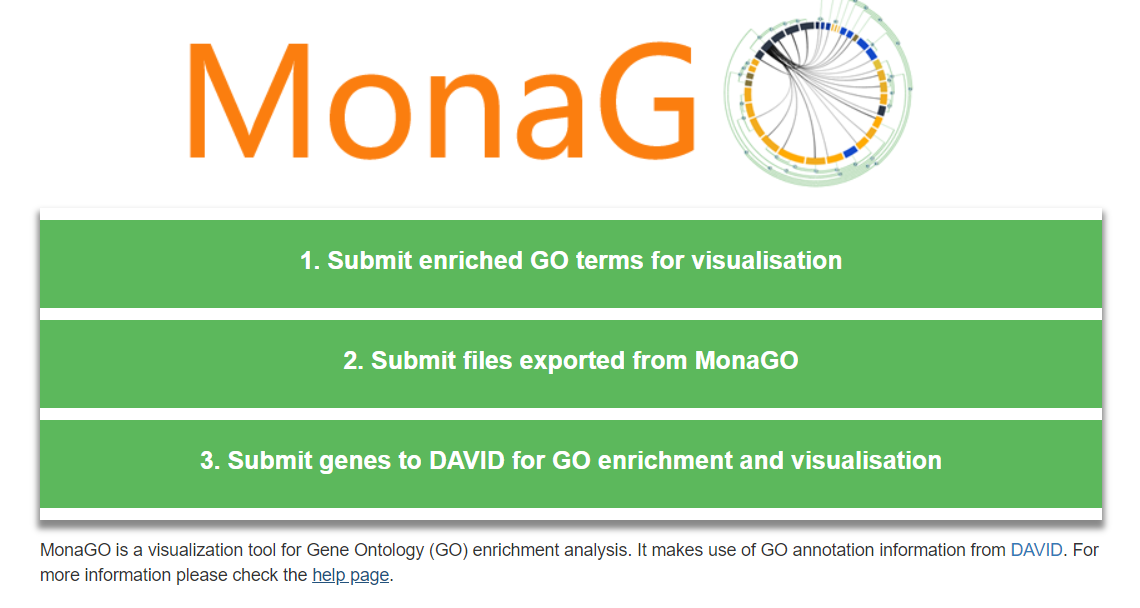 MonaG
1. Submit enriched GO terms for visualisation
2. Submit files exported from MonaGO
3. Submit genes to DAVID for GO enrichment and visualisation
MonaGO is a visualization tool for Gene Ontology (GO) enrichment analysis. It makes use of GO annotation information from DAVID. For
more information please check the help page.